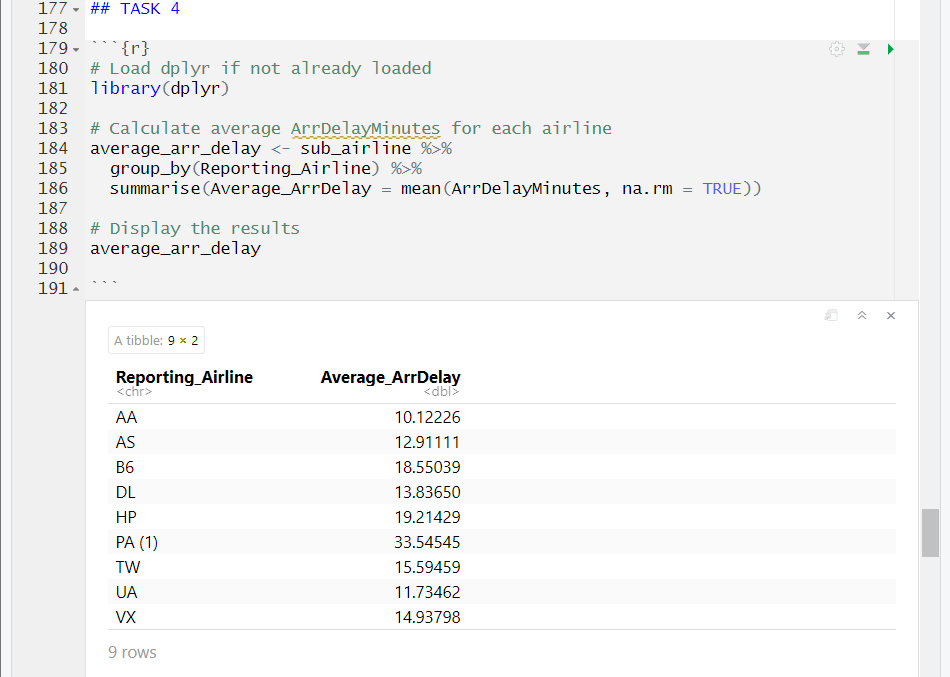 177 ## TASK 4
178
179 ```{r}
180 # Load dplyr if not already loaded
181 library(dplyr)
182
183 # Calculate average ArrDelayMinutes for each airline
184 average_arr_delay <- sub_airline %>%
185   group_by(Reporting_Airline) %>%
186   summarise(Average_ArrDelay = mean(ArrDelayMinutes, na.rm = TRUE))
187
188 # Display the results
189 average_arr_delay
190
191 ```
A tibble: 9 × 2
Reporting_Airline Average_ArrDelay
<chr> <dbl>
AA 10.12226
AS 12.91111
B6 18.55039
DL 13.83650
HP 19.21429
PA (1) 33.54545
TW 15.59459
UA 11.73462
VX 14.93798
9 rows